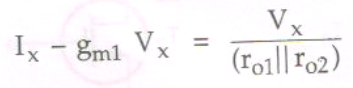 Iₓ − gₘ₁ Vₓ = Vₓ / (rₒ₁||rₒ₂)